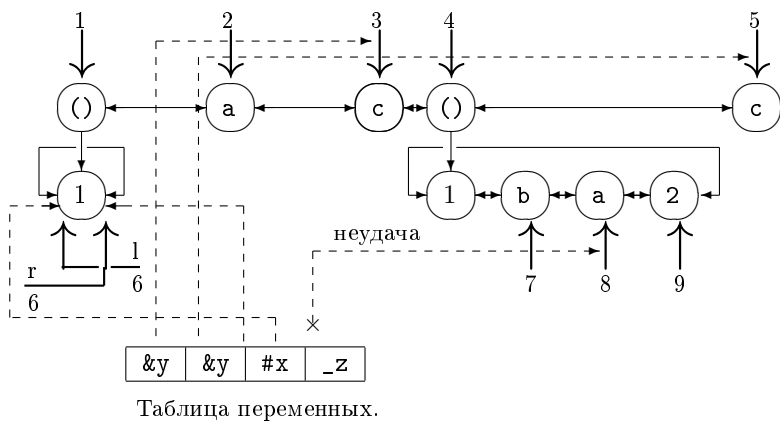 1 2 3 4 5
() a c () c
1 1 b a 2
неудача
r l
6 6 7 8 9
&y &y #x _z
Таблица переменных.